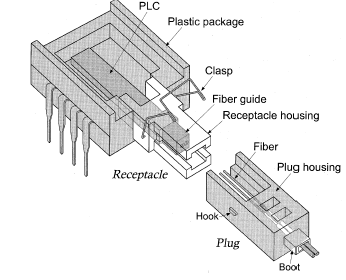 PLC
Plastic package
Clasp
Fiber guide
Receptacle housing
Fiber
Plug housing
Receptacle
Hook
Plug
Boot